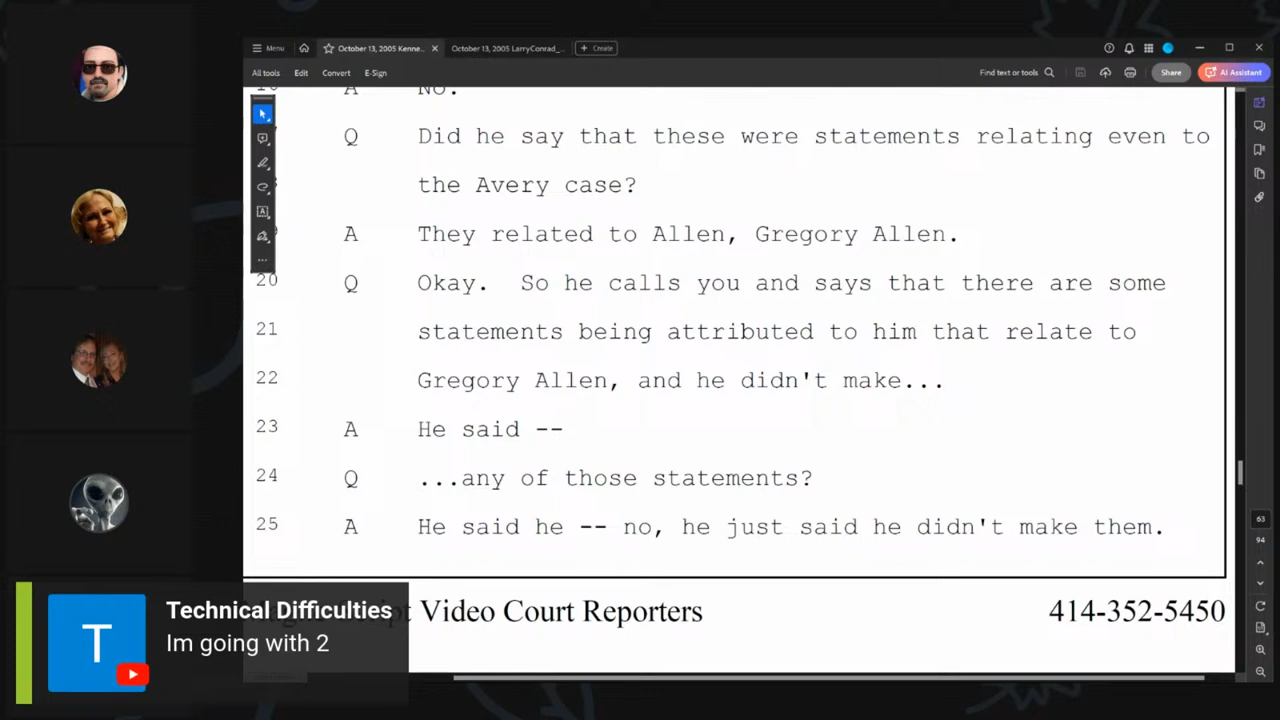 Menu
October 13, 2005 Kenne...
October 13, 2005 LarryConrad_...
Create
All tools
Edit
Convert
E-Sign
Find text or tools
Share
AI Assistant
A No.
Q Did he say that these were statements relating even to
the Avery case?
A They related to Allen, Gregory Allen.
20 Q Okay. So he calls you and says that there are some
21 statements being attributed to him that relate to
22 Gregory Allen, and he didn't make...
23 A He said --
24 Q ...any of those statements?
25 A He said he -- no, he just said he didn't make them.
63
94
Video Court Reporters
414-352-5450
T
Technical Difficulties
Im going with 2